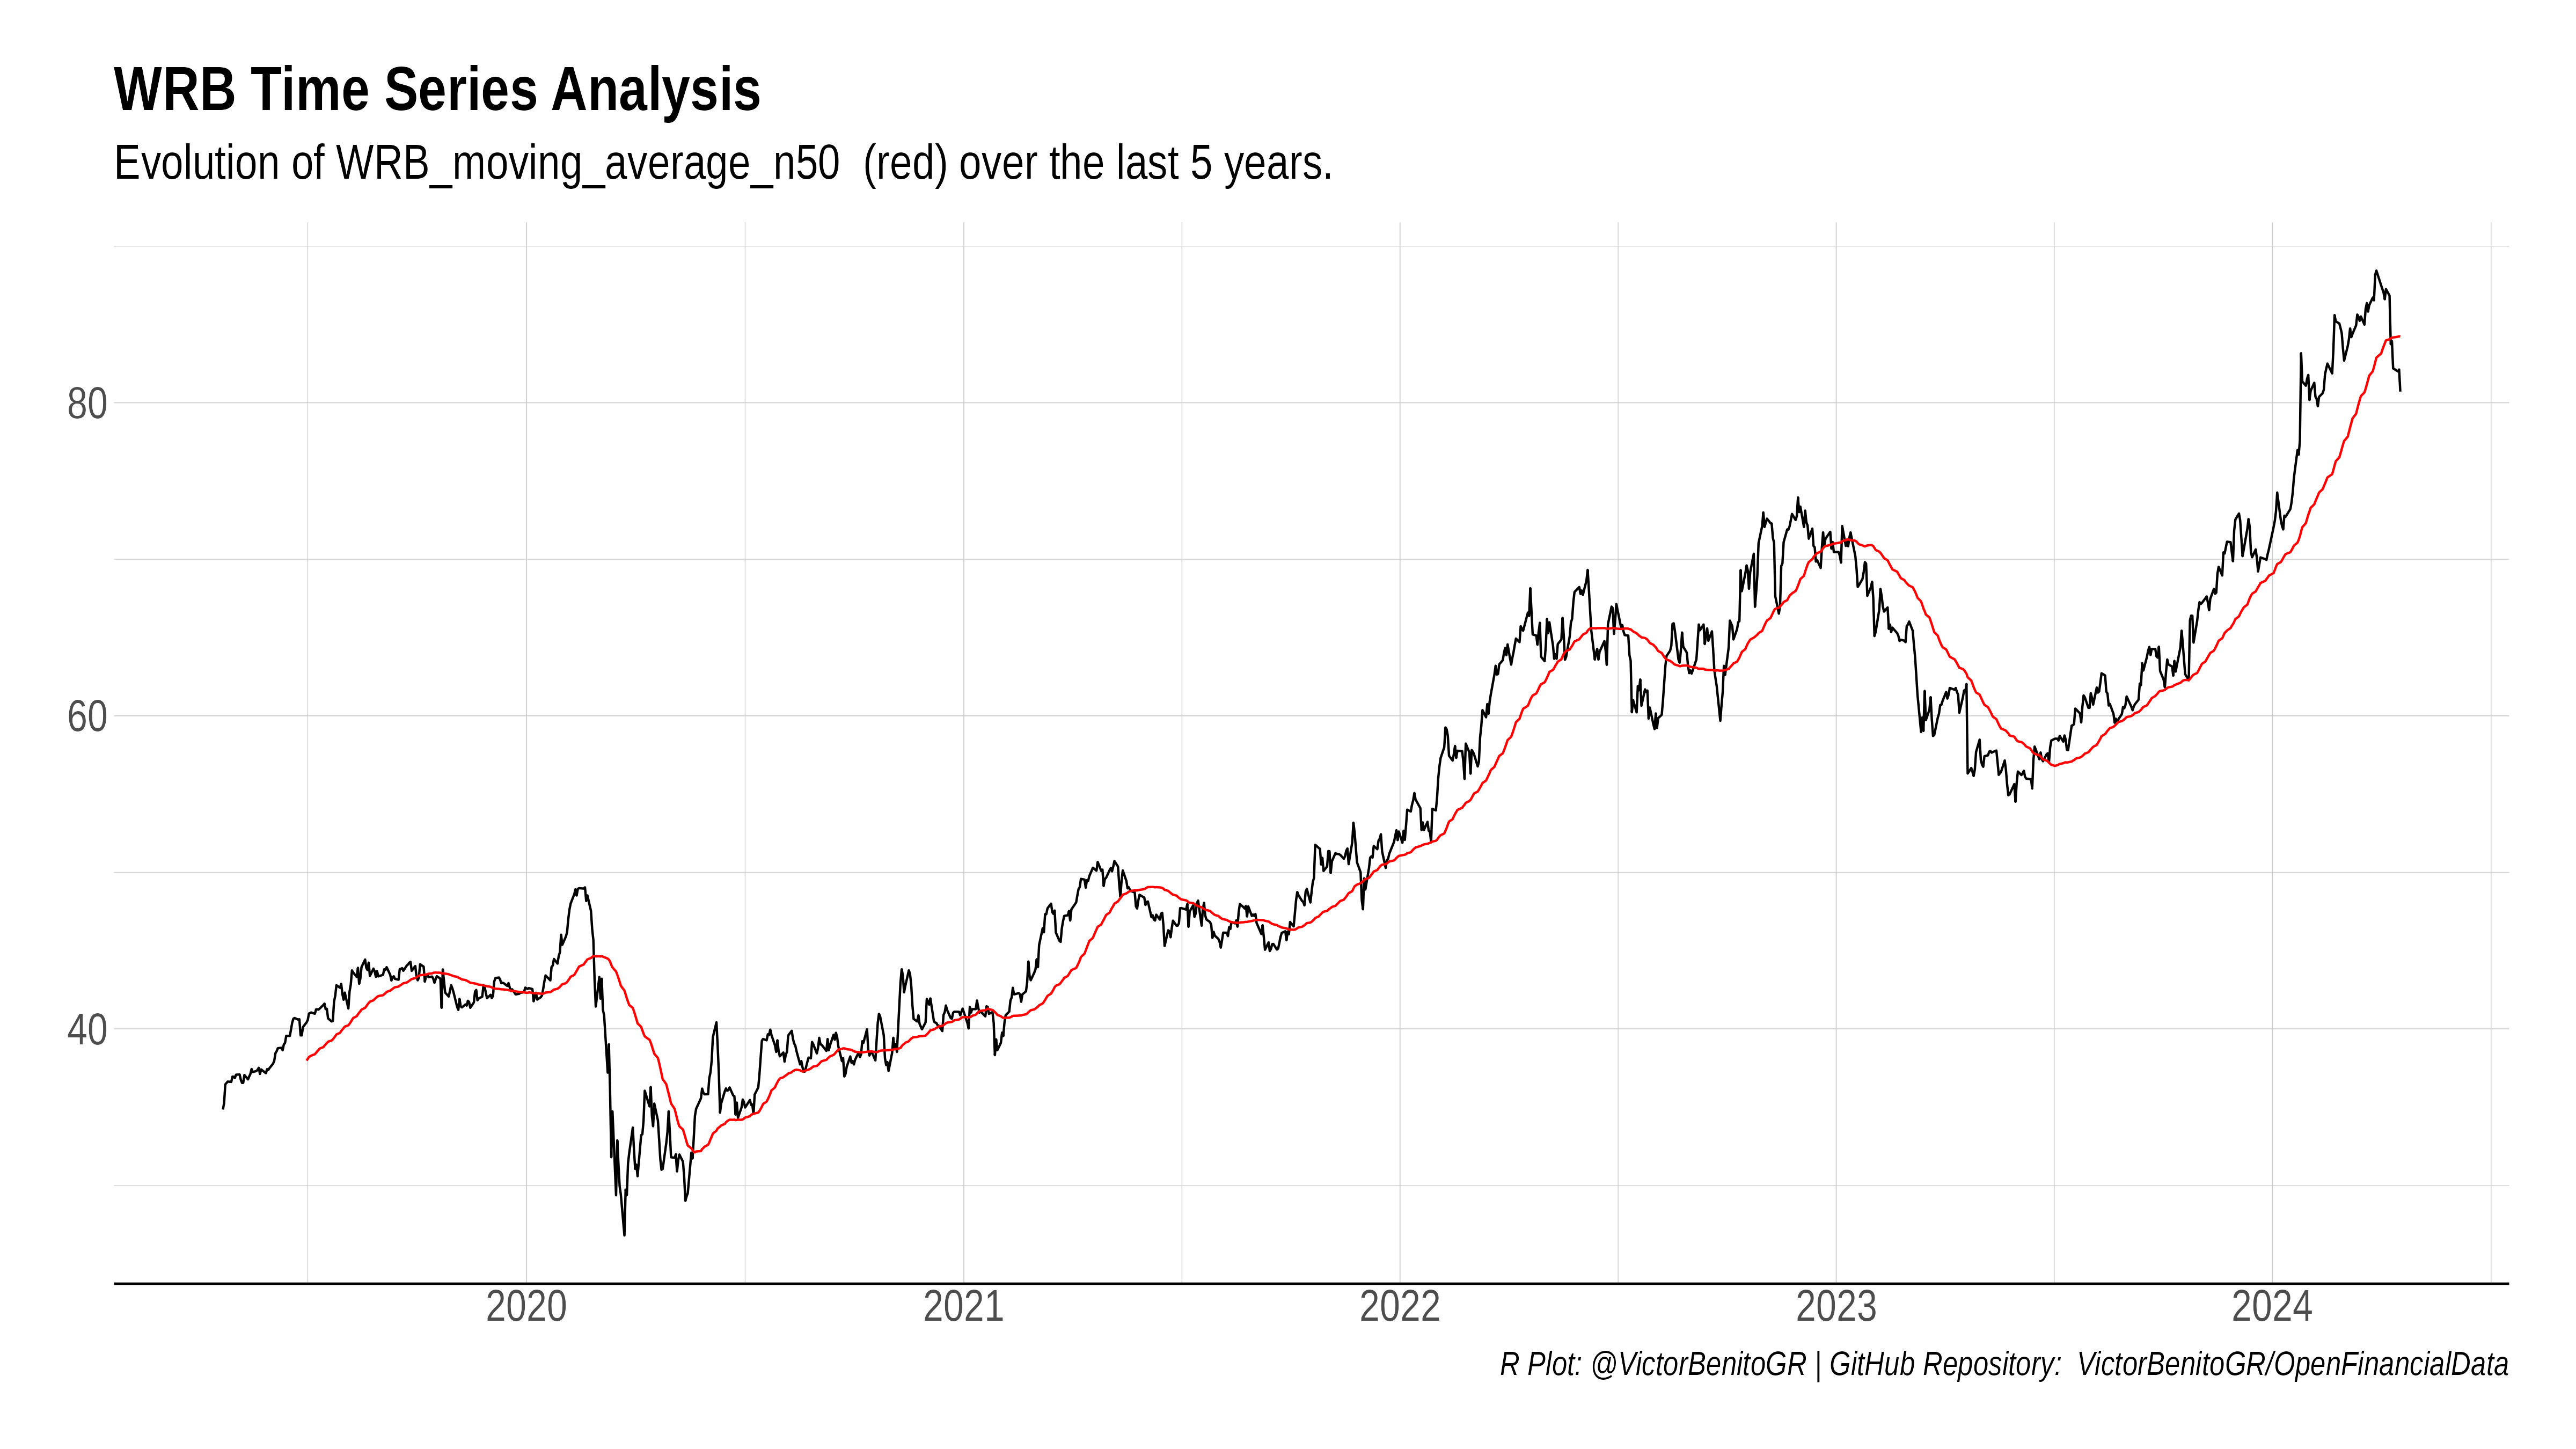 WRB Time Series Analysis
Evolution of WRB_moving_average_n50  (red) over the last 5 years.
80
60
40
2020 2021 2022 2023 2024
R Plot: @VictorBenitoGR | GitHub Repository:  VictorBenitoGR/OpenFinancialData